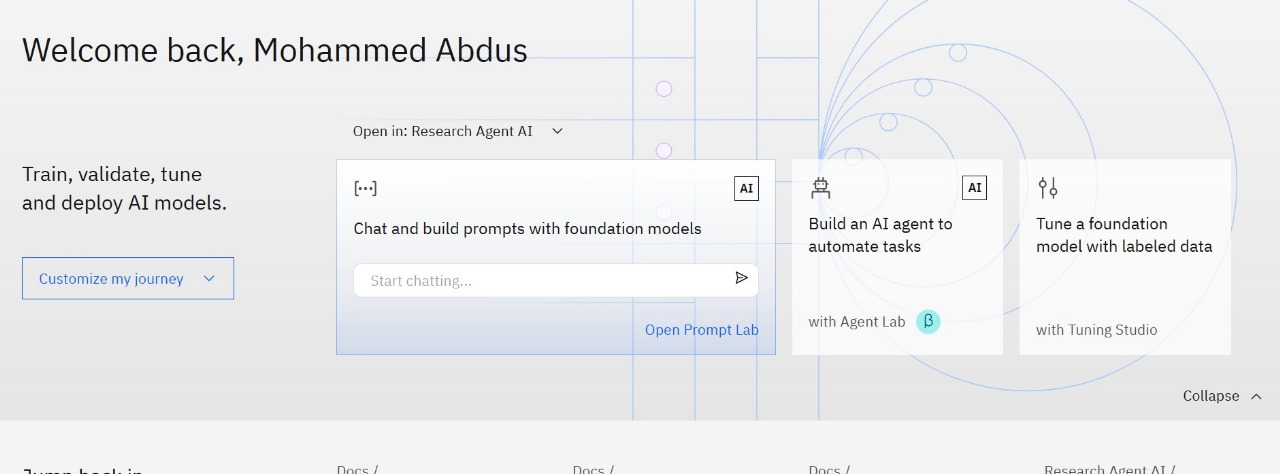 Welcome back, Mohammed Abdus
Open in: Research Agent AI
Train, validate, tune
and deploy AI models.
Customize my journey
AI
Chat and build prompts with foundation models
Start chatting...
Open Prompt Lab
AI
Build an AI agent to
automate tasks
with Agent Lab β
Tune a foundation
model with labeled data
with Tuning Studio
Collapse
Jump back in
Docs /
Docs /
Docs /
Research Agent AI /